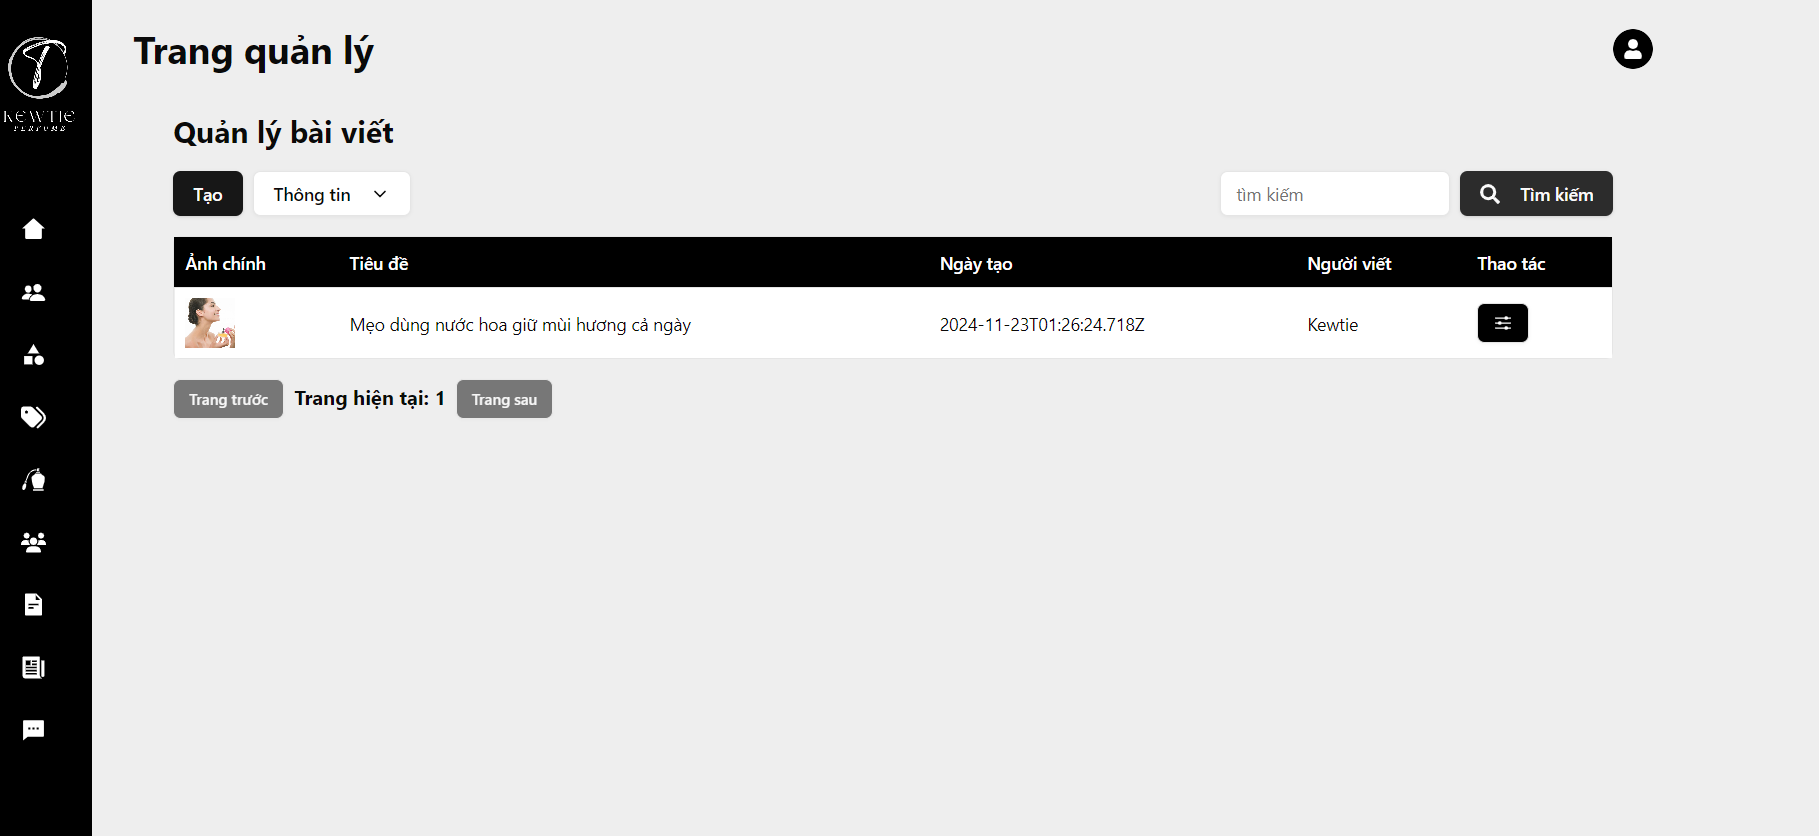 KEWTIE
PERFUME
Trang quản lý
Quản lý bài viết
Tạo
Thông tin
tìm kiếm
Tìm kiếm
Ảnh chính Tiêu đề Ngày tạo Người viết Thao tác
Mẹo dùng nước hoa giữ mùi hương cả ngày 2024-11-23T01:26:24.718Z Kewtie
Trang trước Trang hiện tại: 1 Trang sau